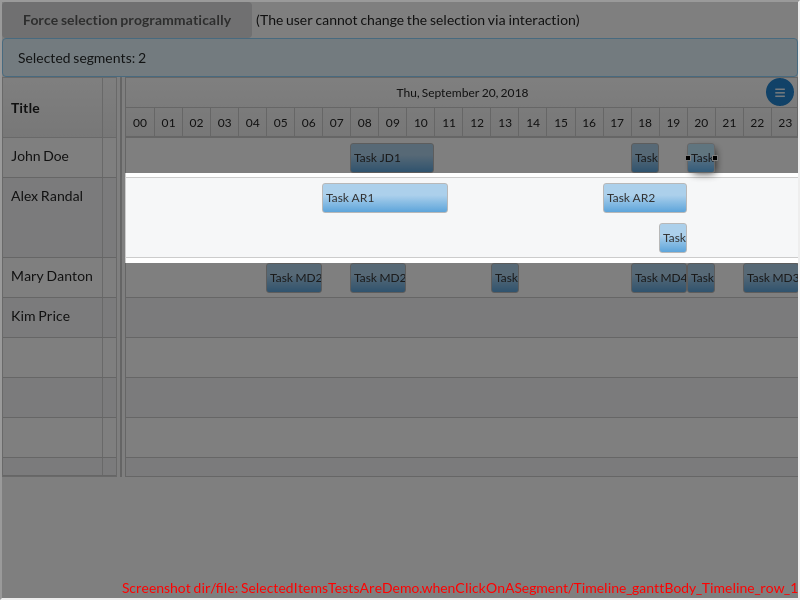 Force selection programmatically (The user cannot change the selection via interaction)
Selected segments: 2
Title
Thu, September 20, 2018
00 01 02 03 04 05 06 07 08 09 10 11 12 13 14 15 16 17 18 19 20 21 22 23
John Doe
Task JD1 Task Task
Alex Randal
Task AR1 Task AR2
Task
Mary Danton
Task MD2 Task MD2 Task Task MD4 Task Task MD3
Kim Price
Screenshot dir/file: SelectedItemsTestsAreDemo.whenClickOnASegment/Timeline_ganttBody_Timeline_row_1